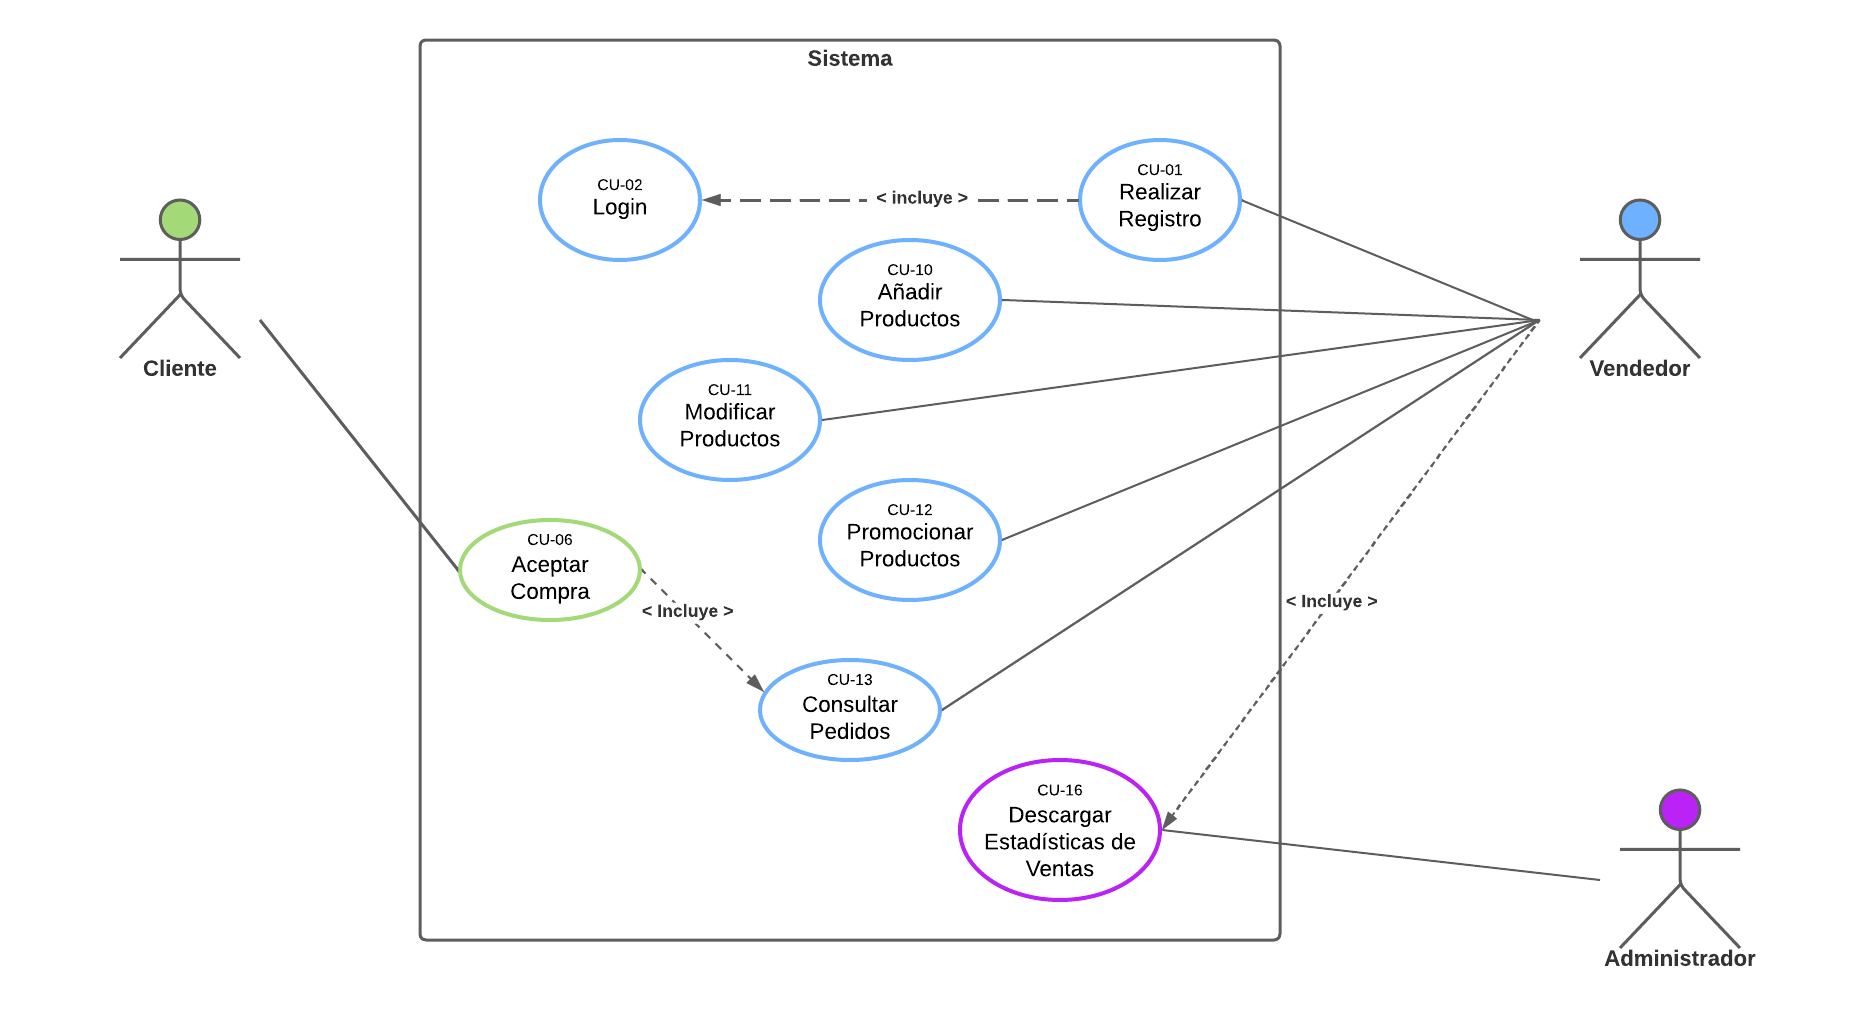 Sistema
CU-02
Login
< incluye >
CU-01
Realizar
Registro
CU-10
Añadir
Productos
Cliente
Vendedor
CU-11
Modificar
Productos
CU-12
Promocionar
Productos
CU-06
Aceptar
Compra
< Incluye >
< Incluye >
CU-13
Consultar
Pedidos
CU-16
Descargar
Estadísticas de
Ventas
Administrador